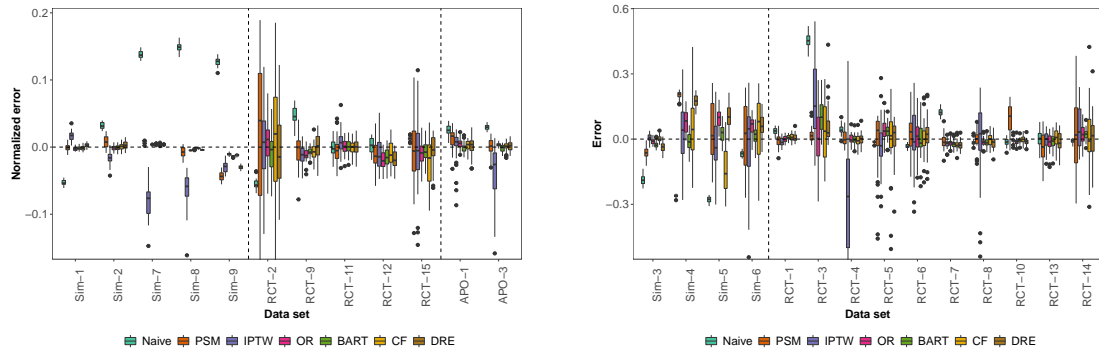 Normalized error
0.2
0.1
0.0
−0.1
Sim−1
Sim−2
Sim−7
Sim−8
Sim−9
RCT−2
RCT−9
RCT−11
RCT−12
RCT−15
APO−1
APO−3
Data set
Naive PSM IPTW OR BART CF DRE
Error
0.6
0.3
0.0
−0.3
Sim−3
Sim−4
Sim−5
Sim−6
RCT−1
RCT−3
RCT−4
RCT−5
RCT−6
RCT−7
RCT−8
RCT−10
RCT−13
RCT−14
Data set
Naive PSM IPTW OR BART CF DRE